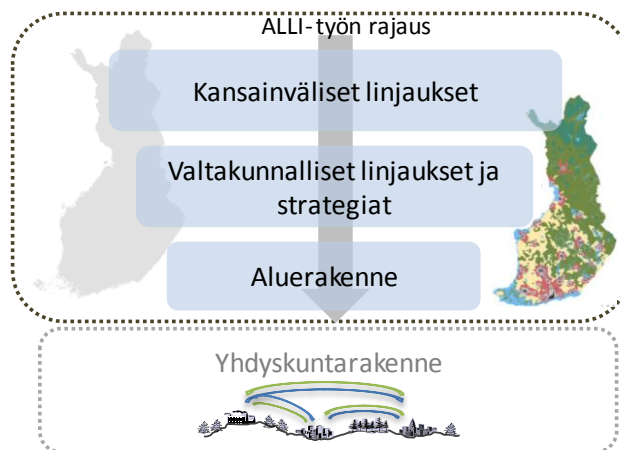 ALLI-työn rajaus
Kansainväliset linjaukset
Valtakunnalliset linjaukset ja
strategiat
Aluerakenne
Yhdyskuntarakenne